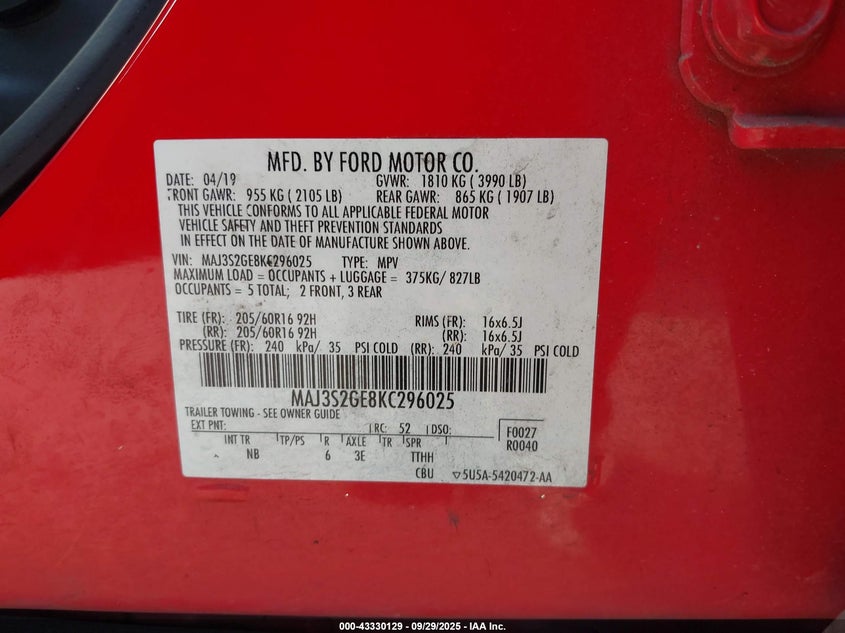 MFD. BY FORD MOTOR CO.
DATE: 04/19 GVWR: 1810 KG ( 3990 LB)
FRONT GAWR: 955 KG ( 2105 LB) REAR GAWR: 865 KG ( 1907 LB)
THIS VEHICLE CONFORMS TO ALL APPLICABLE FEDERAL MOTOR
VEHICLE SAFETY AND THEFT PREVENTION STANDARDS
IN EFFECT ON THE DATE OF MANUFACTURE SHOWN ABOVE.
VIN: MAJ3S2GE8KC296025 TYPE: MPV
MAXIMUM LOAD = OCCUPANTS + LUGGAGE = 375KG/ 827LB
OCCUPANTS = 5 TOTAL; 2 FRONT, 3 REAR
TIRE (FR): 205/60R16 92H RIMS (FR): 16x6.5J
(RR): 205/60R16 92H (RR): 16x6.5J
PRESSURE (FR): 240 kPa/ 35 PSI COLD (RR): 240 kPa/ 35 PSI COLD
MAJ3S2GE8KC296025
TRAILER TOWING - SEE OWNER GUIDE
EXT PNT: RC: 52 DSO: F0027
R0040
INT TR TP/PS R AXLE TR SPR
NB 6 3E TTHH
CBU ▽5U5A-5420472-AA
000-43330129 - 09/29/2025 - IAA Inc.